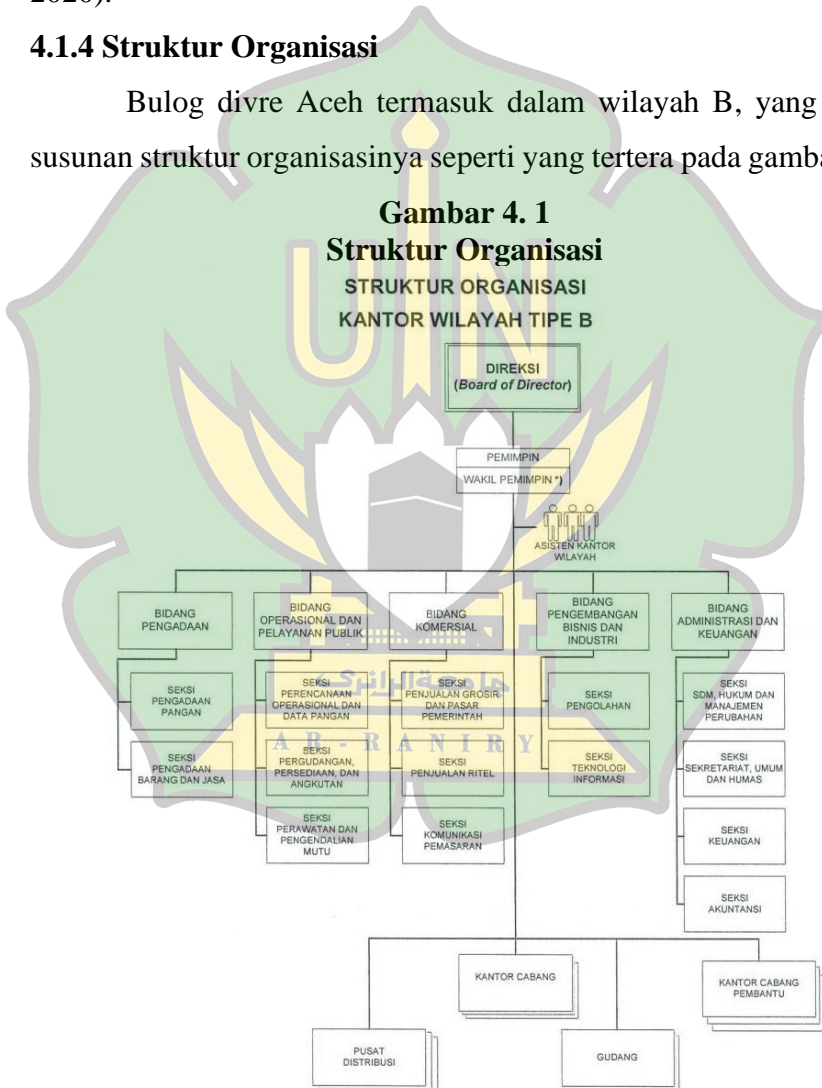 2020).
4.1.4 Struktur Organisasi
Bulog divre Aceh termasuk dalam wilayah B, yang
susunan struktur organisasinya seperti yang tertera pada gamba
Gambar 4. 1
Struktur Organisasi
STRUKTUR ORGANISASI
KANTOR WILAYAH TIPE B
DIREKSI
(Board of Director)
PEMIMPIN
WAKIL PEMIMPIN *)
ASISTEN KANTOR
WILAYAH
BIDANG
PENGADAAN
BIDANG
OPERASIONAL DAN
PELAYANAN PUBLIK
BIDANG
KOMERSIAL
BIDANG
PENGEMBANGAN
BISNIS DAN
INDUSTRI
BIDANG
ADMINISTRASI DAN
KEUANGAN
SEKSI
PENGADAAN
PANGAN
SEKSI
PERENCANAAN
OPERASIONAL DAN
DATA PANGAN
SEKSI
PENJUALAN GROSIR
DAN PASAR
PEMERINTAH
SEKSI
PENGOLAHAN
SEKSI
SDM, HUKUM DAN
MANAJEMEN
PERUBAHAN
SEKSI
PENGADAAN
BARANG DAN JASA
SEKSI
PERGUDANGAN,
PERSEDIAAN, DAN
ANGKUTAN
SEKSI
PENJUALAN RITEL
SEKSI
TEKNOLOGI
INFORMASI
SEKSI
SEKRETARIAT, UMUM
DAN HUMAS
SEKSI
PERAWATAN DAN
PENGENDALIAN
MUTU
SEKSI
KOMUNIKASI
PEMASARAN
SEKSI
KEUANGAN
SEKSI
AKUNTANSI
KANTOR CABANG
KANTOR CABANG
PEMBANTU
PUSAT
DISTRIBUSI
GUDANG
UIN
جامعة الرانري
AR-RANIRY